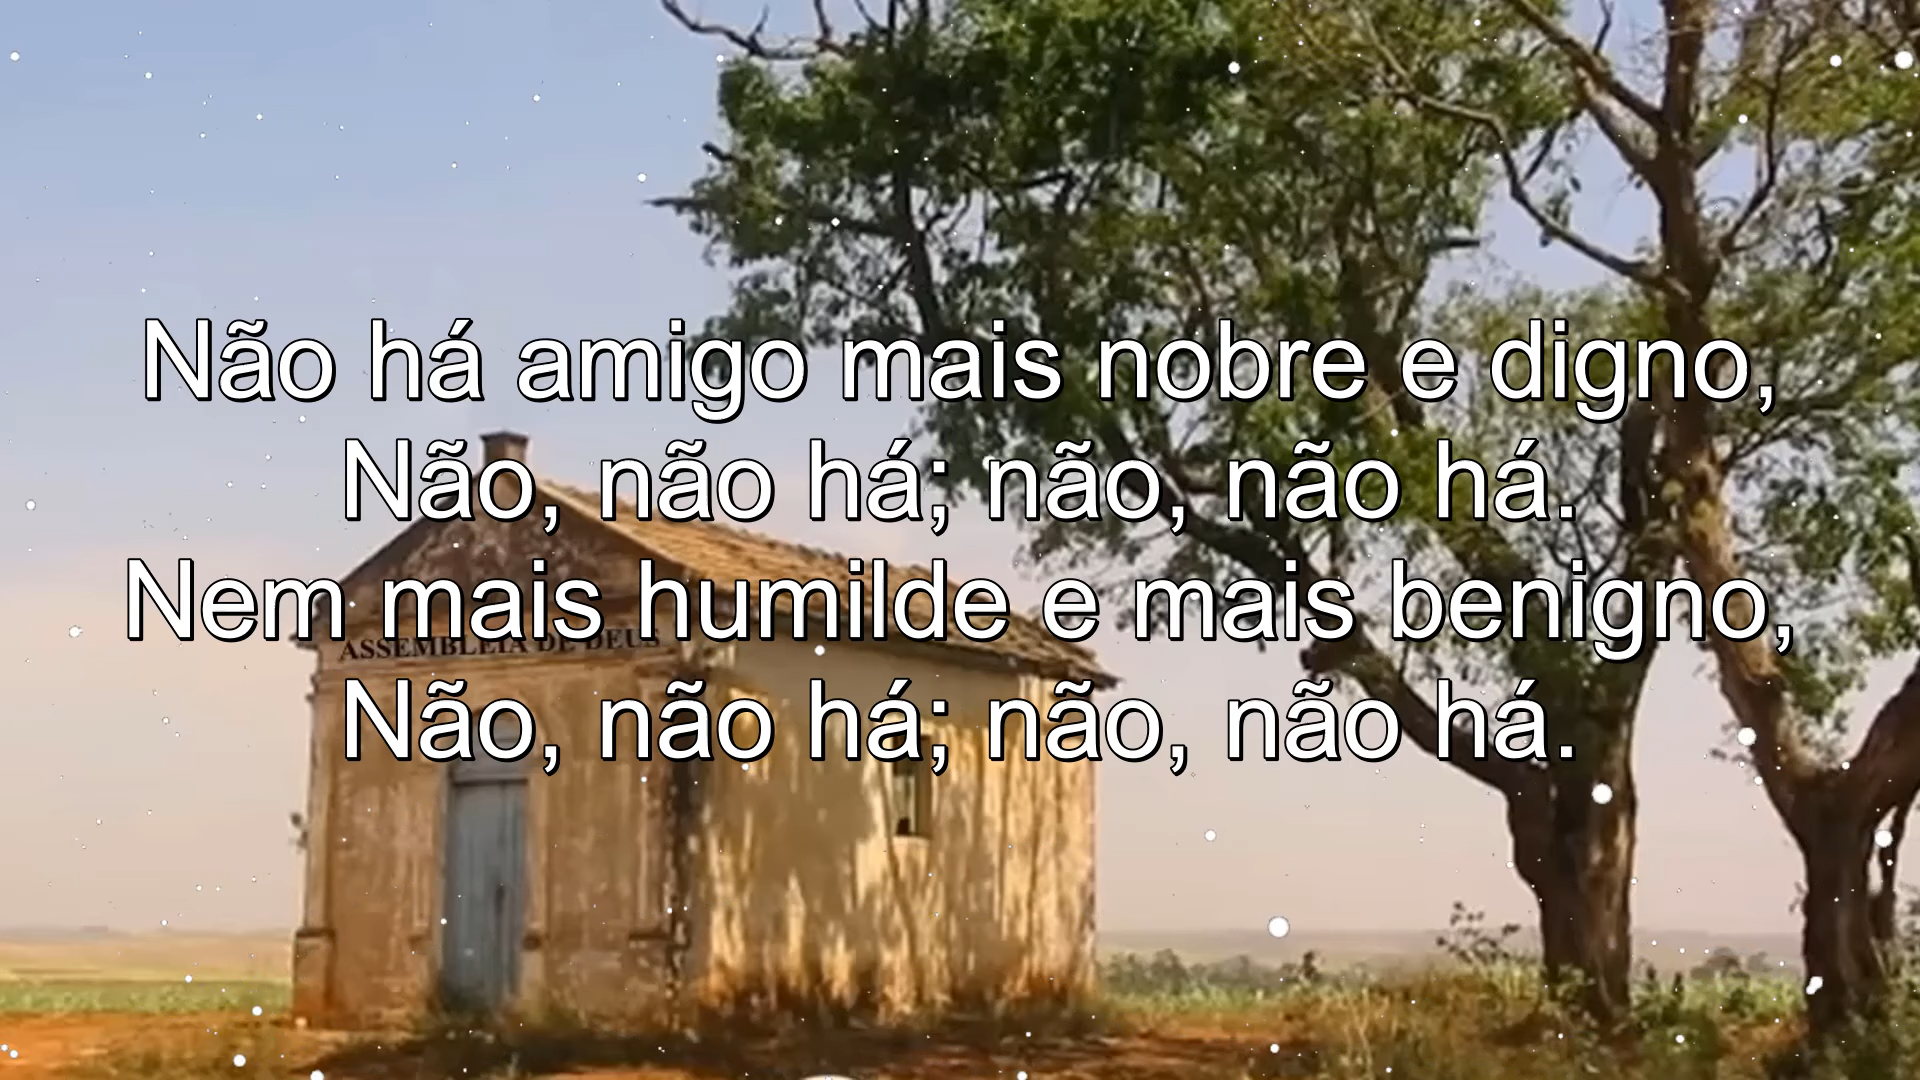 Não há amigo mais nobre e digno,
Não, não há; não, não há.
Nem mais humilde e mais benigno,
ASSEMBLEIA DE DEUS
Não, não há; não, não há.